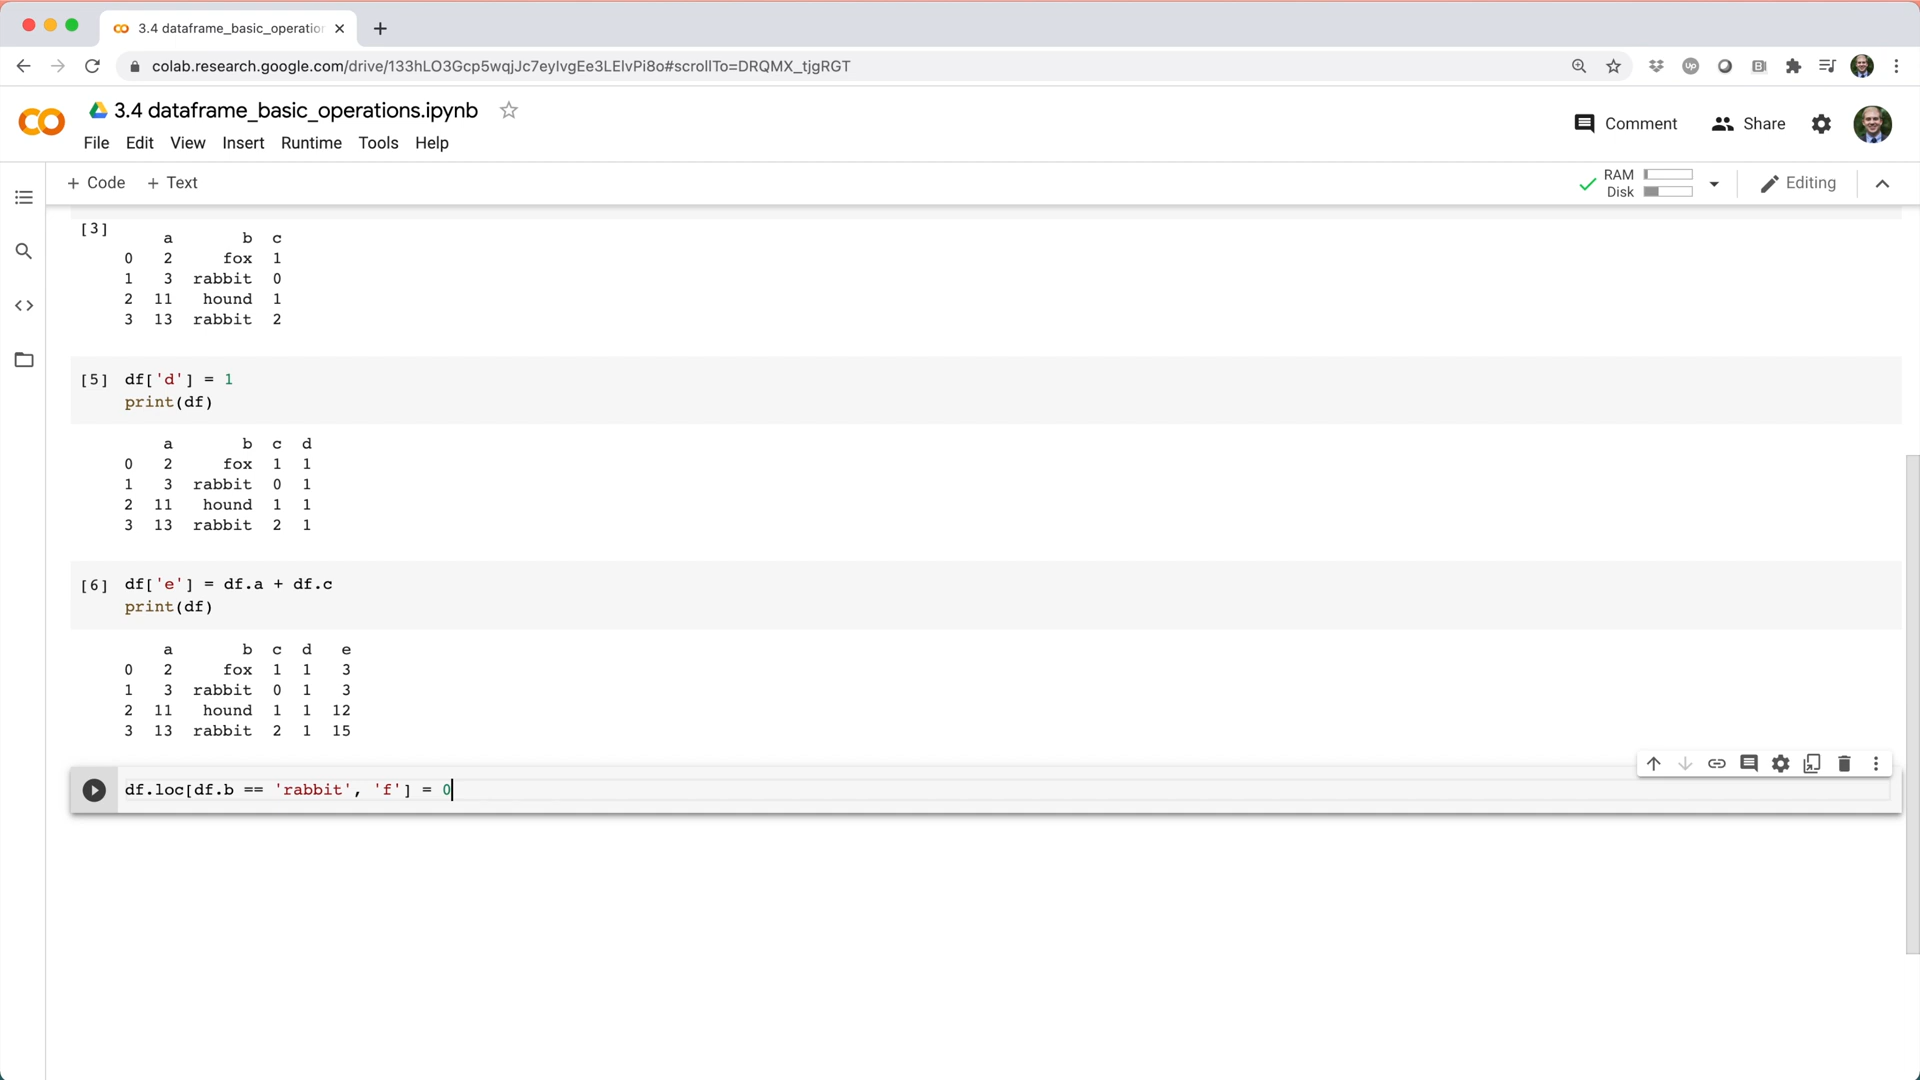 3.4 dataframe_basic_operatio
colab.research.google.com/drive/133hLO3Gcp5wqjJc7eyIvgEe3LElvPi8o#scrollTo=DRQMX_tjgRGT
3.4 dataframe_basic_operations.ipynb
File Edit View Insert Runtime Tools Help
Comment Share
+ Code + Text
RAM
Disk
Editing
[3]
a b c
0 2 fox 1
1 3 rabbit 0
2 11 hound 1
3 13 rabbit 2
[5] df['d'] = 1
print(df)
a b c d
0 2 fox 1 1
1 3 rabbit 0 1
2 11 hound 1 1
3 13 rabbit 2 1
[6] df['e'] = df.a + df.c
print(df)
a b c d e
0 2 fox 1 1 3
1 3 rabbit 0 1 3
2 11 hound 1 1 12
3 13 rabbit 2 1 15
df.loc[df.b == 'rabbit', 'f'] = 0